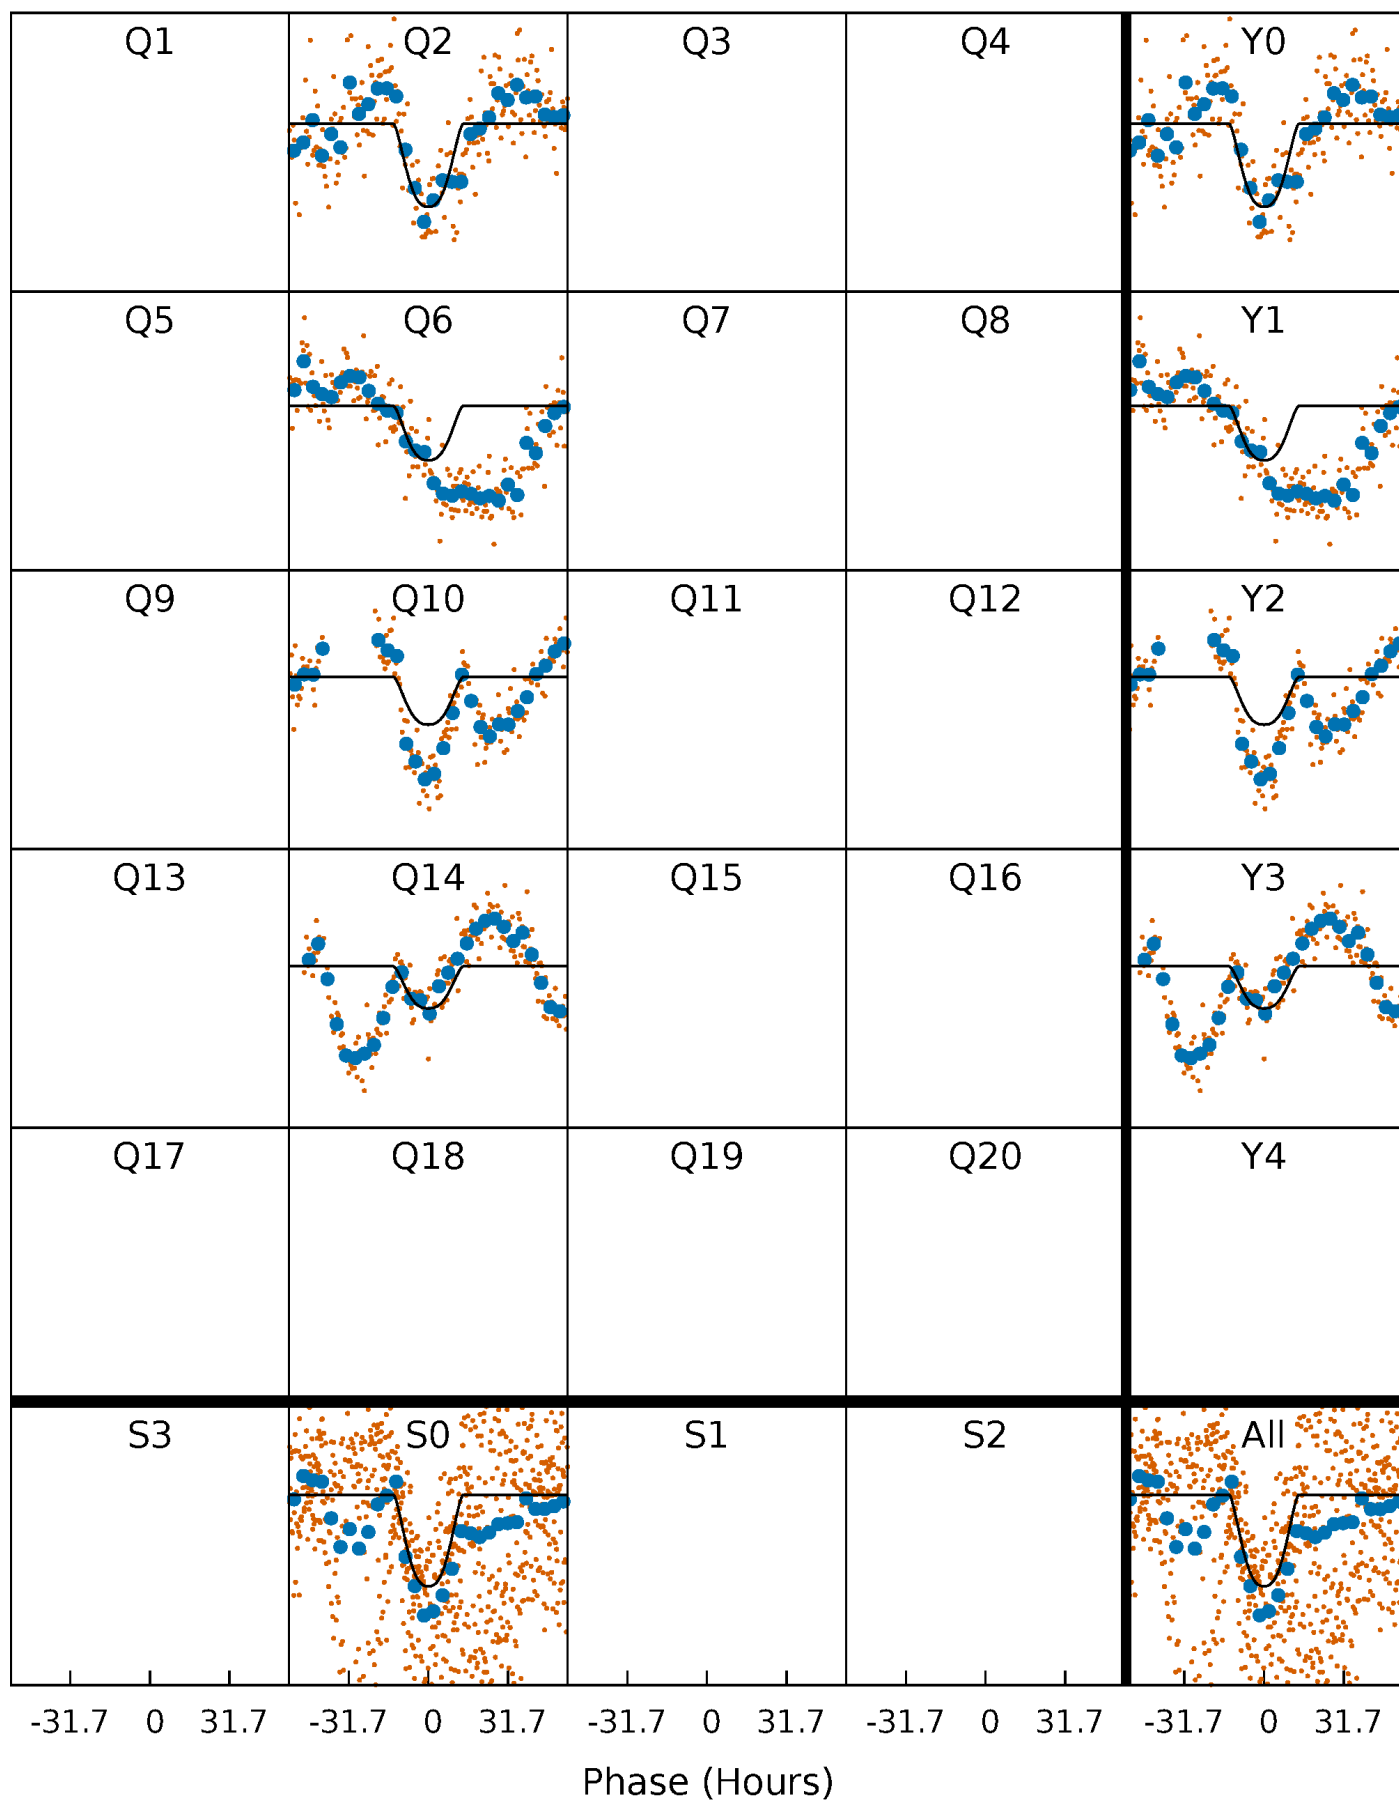 Q1 Q2 Q3 Q4 Y0
Q5 Q6 Q7 Q8 Y1
Q9 Q10 Q11 Q12 Y2
Q13 Q14 Q15 Q16 Y3
Q17 Q18 Q19 Q20 Y4
S3 S0 S1 S2 All
-31.7 0 31.7 -31.7 0 31.7 -31.7 0 31.7 -31.7 0 31.7 -31.7 0 31.7
Phase (Hours)